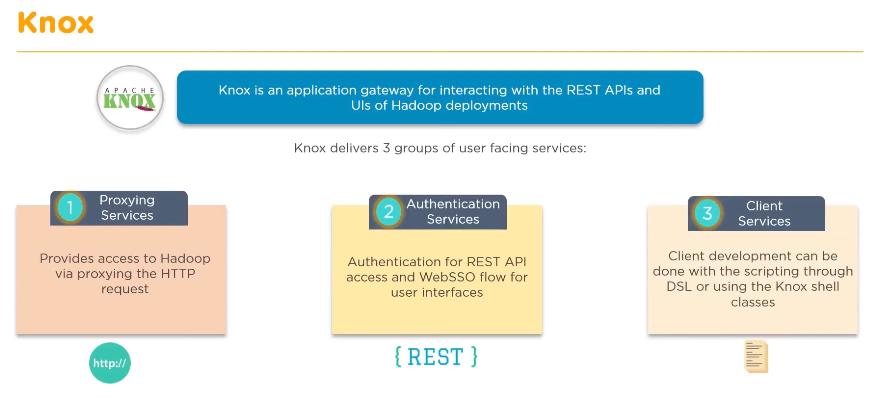 Knox
APACHE
KNOX
Knox is an application gateway for interacting with the REST APIs and
UIs of Hadoop deployments
Knox delivers 3 groups of user facing services:
1
Proxying
Services
Provides access to Hadoop
via proxying the HTTP
request
http://
2
Authentication
Services
Authentication for REST API
access and WebSSO flow for
user interfaces
{ REST }
3
Client
Services
Client development can be
done with the scripting through
DSL or using the Knox shell
classes